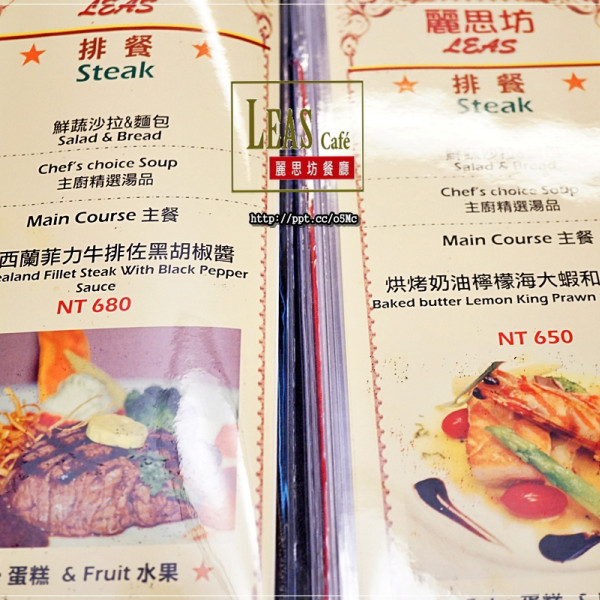 LEAS
排餐
Steak
鮮蔬沙拉&麵包
Salad & Bread
Chef's choice Soup
主廚精選湯品
Main Course 主餐
西蘭菲力牛排佐黑胡椒醬
ealand Fillet Steak With Black Pepper
Sauce
NT 680
蛋糕 & Fruit 水果
LEAS Café
麗思坊餐廳
http://ppt.cc/o5Mc
麗思坊
LEAS
排餐
Steak
Salad & Bread
Chef's choice Soup
主廚精選湯品
Main Course 主餐
烘烤奶油檸檬海大蝦和
Baked butter Lemon King Prawn
NT 650
蛋糕 &